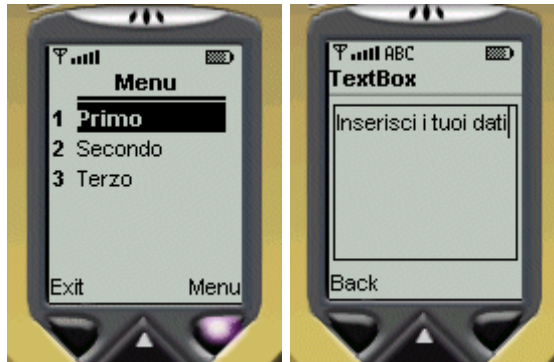 Menu
1 Primo
2 Secondo
3 Terzo
Exit Menu
ABC
TextBox
Inserisci i tuoi dati
Back